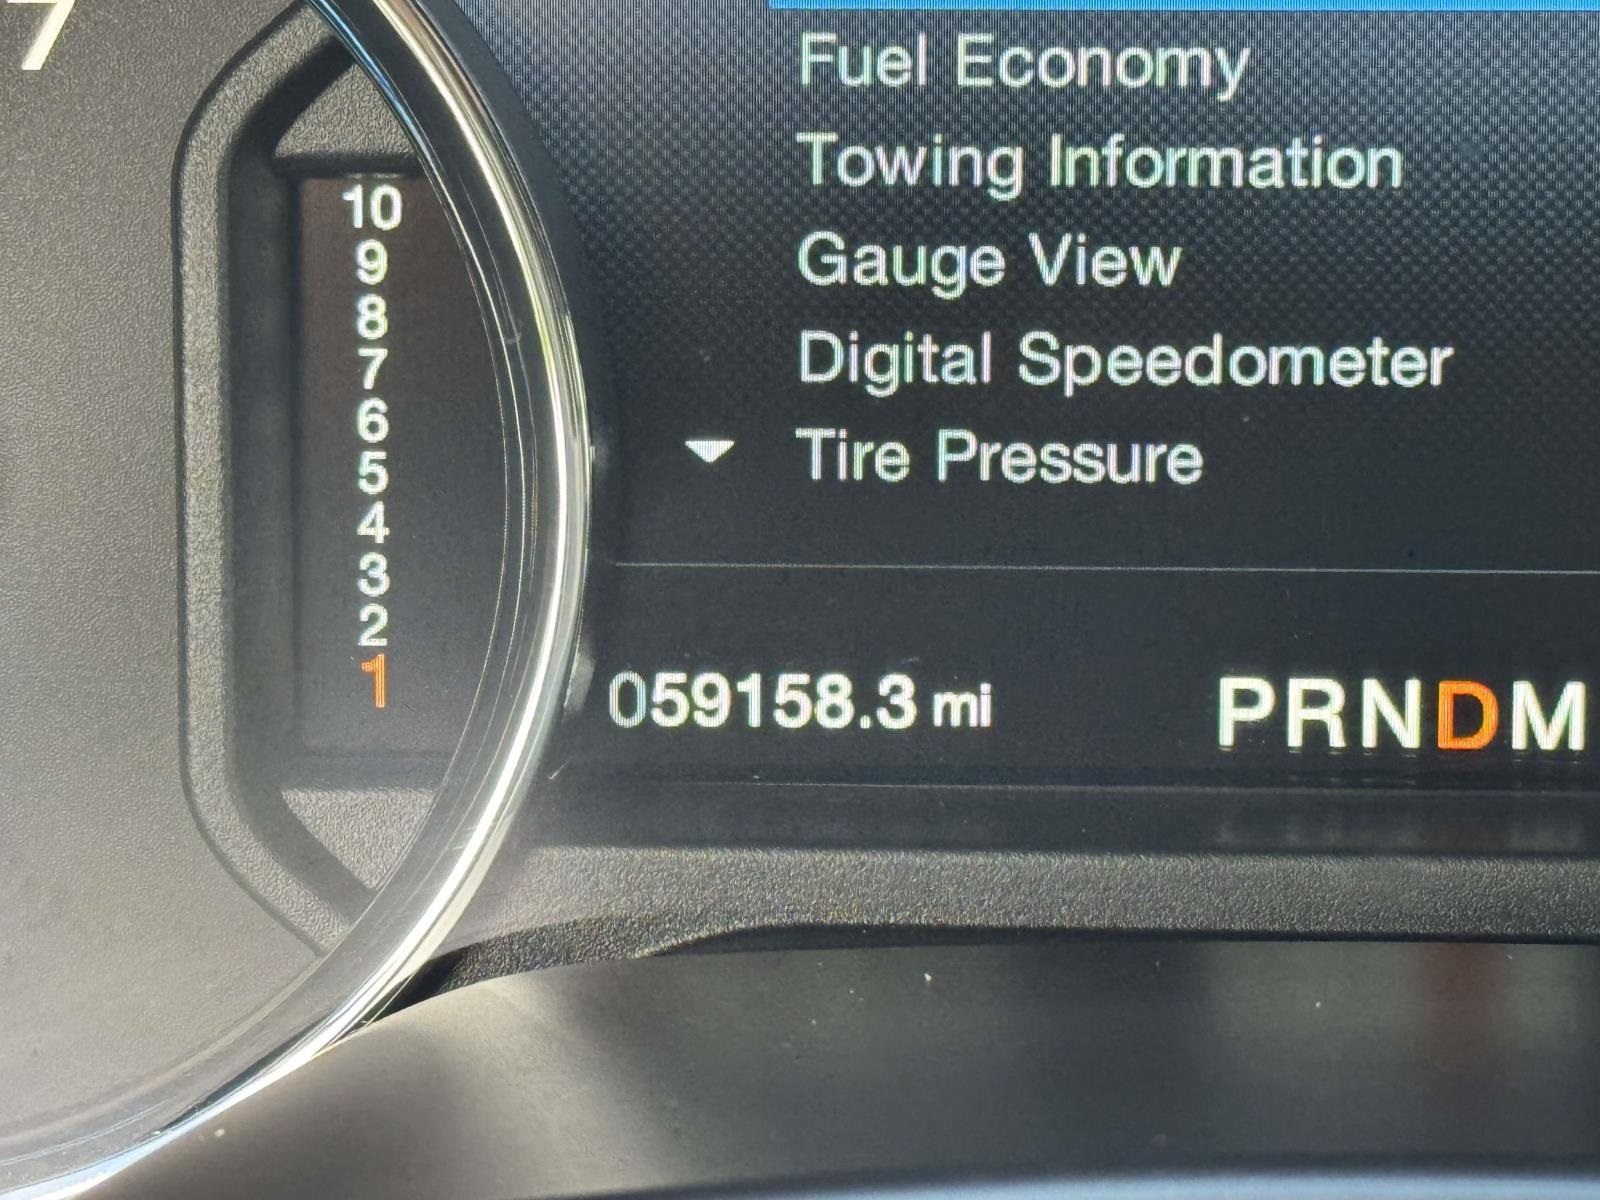 7
Fuel Economy
Towing Information
Gauge View
Digital Speedometer
Tire Pressure
10
9
8
7
6
5
4
3
2
1
059158.3 mi
PRNDM